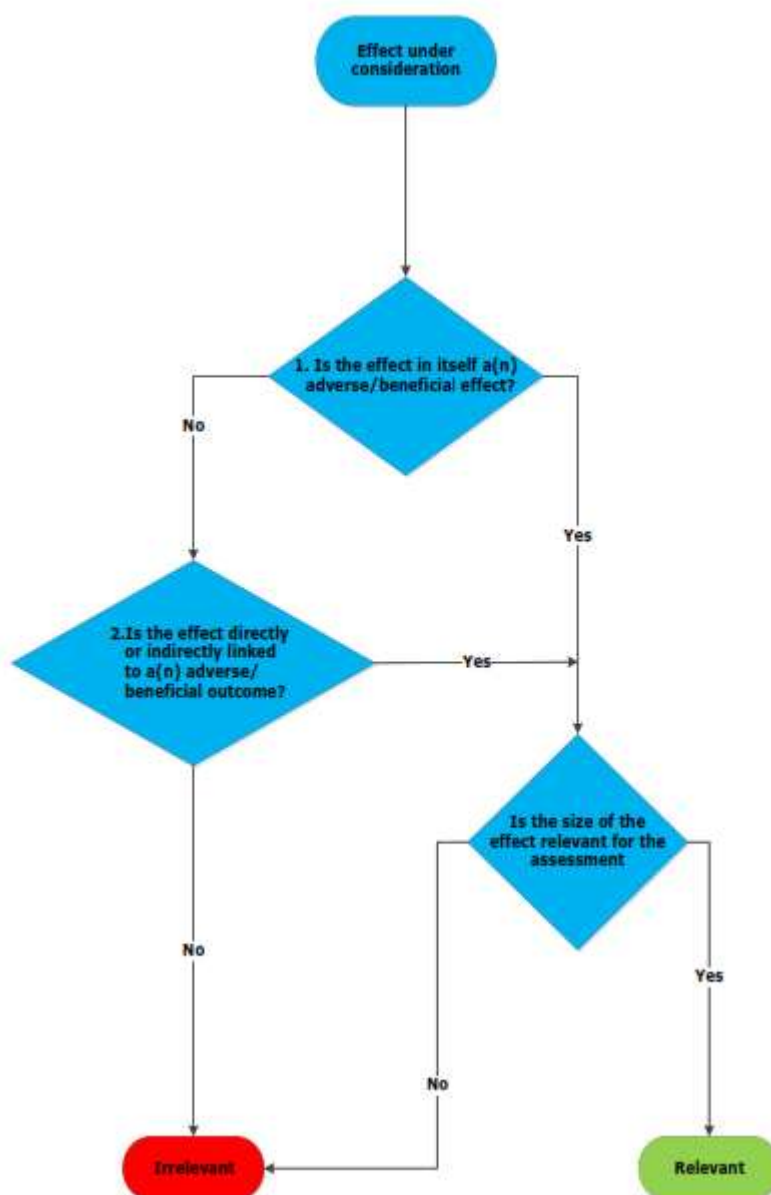 Effect under
consideration
1. Is the effect in itself a(n)
adverse/beneficial effect?
No
Yes
2.Is the effect directly
or indirectly linked
to a(n) adverse/
beneficial outcome?
Yes
Is the size of the
effect relevant for the
assessment
No
Yes
No
Irrelevant
Relevant